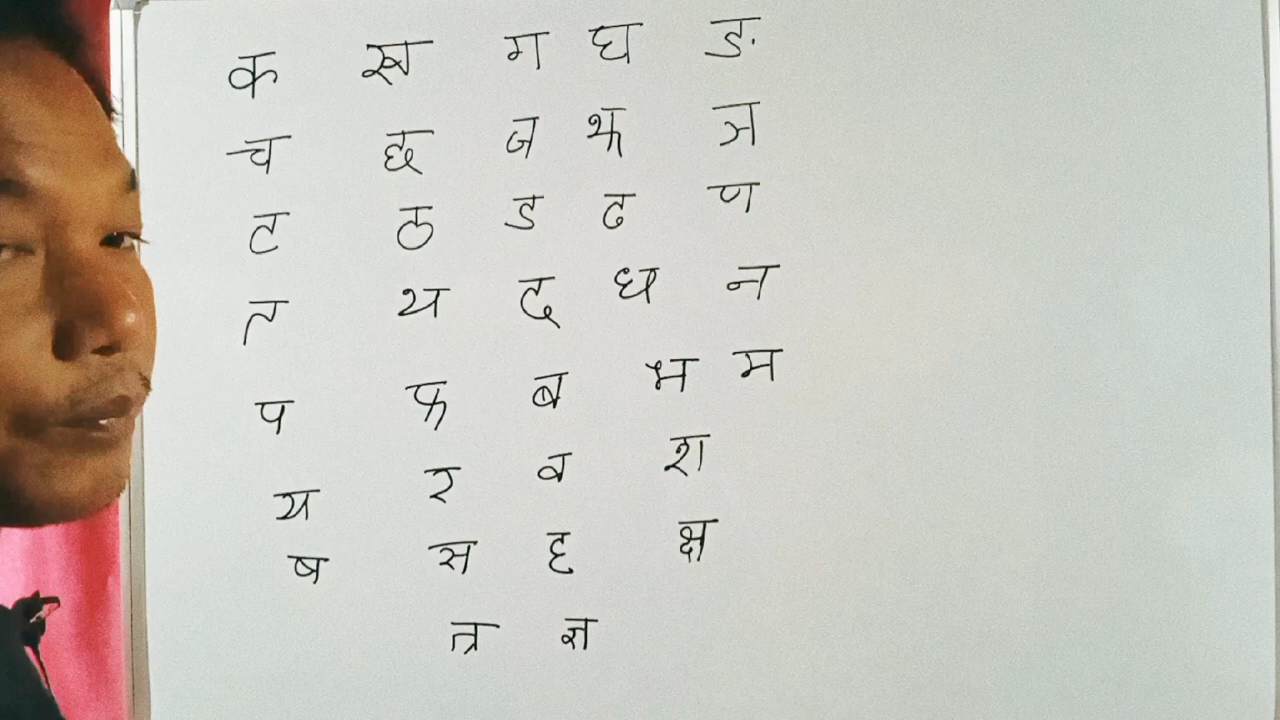 क ख ग घ ङ
च छ ज झ ञ
ट ठ ड ढ ण
त थ द ध न
प फ ब भ म
य र व श
ष स ह क्ष
त्र ज्ञ